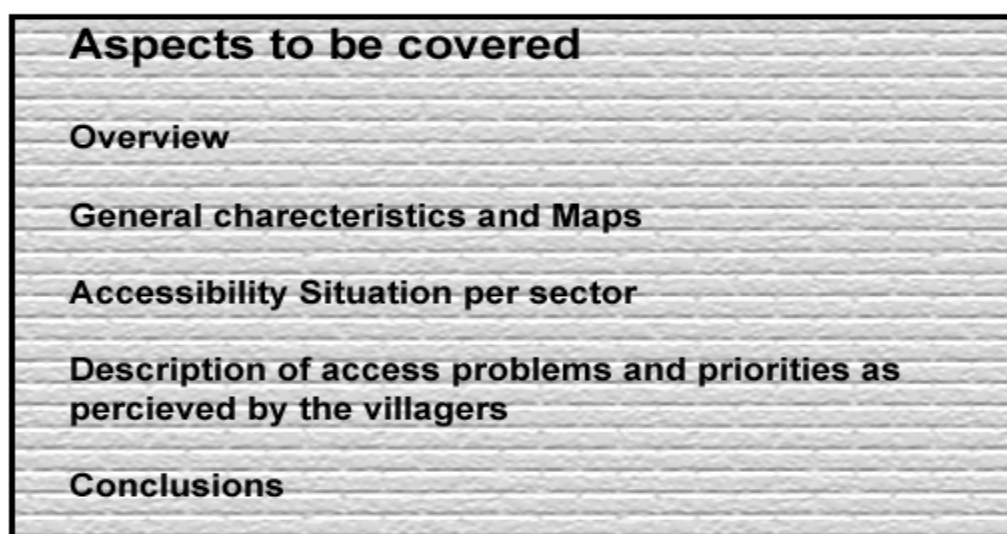 Aspects to be covered
Overview
General charecteristics and Maps
Accessibility Situation per sector
Description of access problems and priorities as
percieved by the villagers
Conclusions